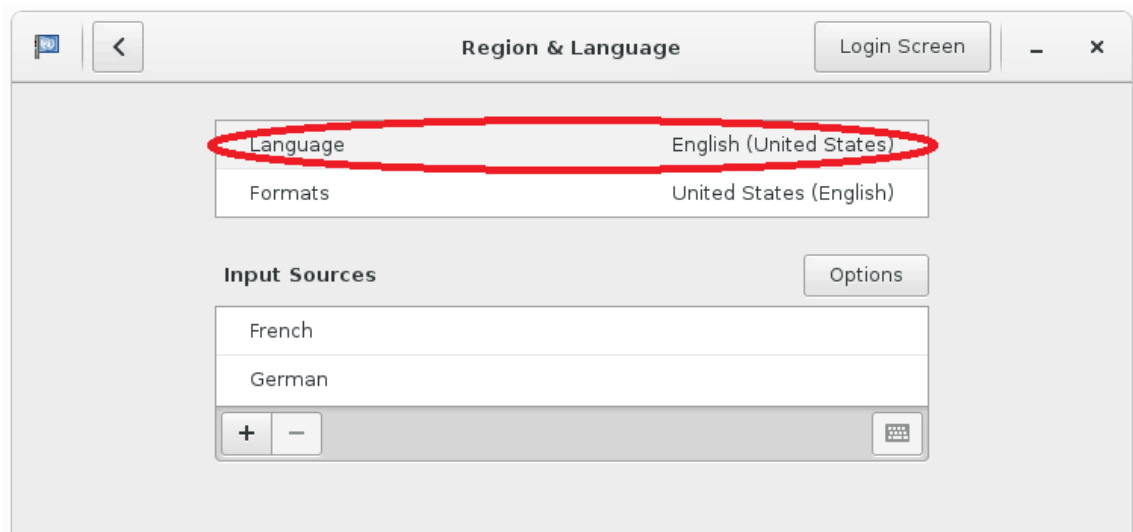 Region & Language
Login Screen
Language English (United States)
Formats United States (English)
Input Sources
Options
French
German